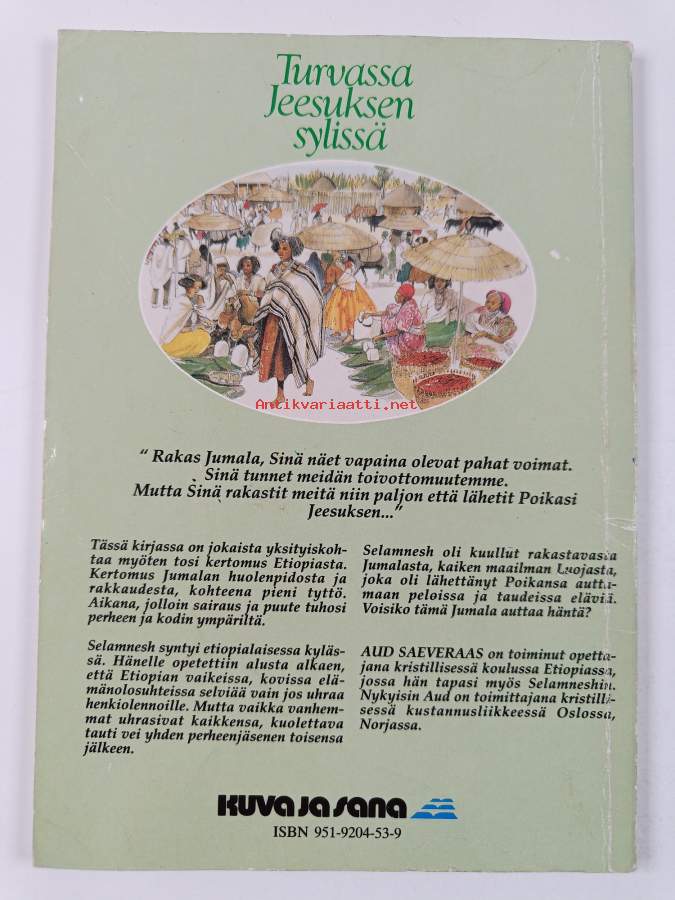 Turvassa
Jeesuksen
sylissä
Antikvariaatti.net
“ Rakas Jumala, Sinä näet vapaina olevat pahat voimat.
Sinä tunnet meidän toivottomuutemme.
Mutta Sinä rakastit meitä niin paljon että lähetit Poikasi
Jeesuksen...”
Tässä kirjassa on jokaista yksityiskoh-
taa myöten tosi kertomus Etiopiasta.
Kertomus Jumalan huolenpidosta ja
rakkaudesta, kohteena pieni tyttö.
Aikana, jolloin sairaus ja puute tuhosi
perheen ja kodin ympäriltä.
Selamnesh syntyi etiopialaisessa kyläs-
sä. Hänelle opetettiin alusta alkaen,
että Etiopian vaikeissa, kovissa elä-
mänolosuhteissa selviää vain jos uhraa
henkiolennoille. Mutta vaikka vanhem-
mat uhrasivat kaikkensa, kuolettava
tauti vei yhden perheenjäsenen toisensa
jälkeen.
Selamnesh oli kuullut rakastavasta
Jumalasta, kaiken maailman Luojasta,
joka oli lähettänyt Poikansa autta-
maan peloissa ja taudeissa eläviä.
Voisiko tämä Jumala auttaa häntä?
AUD SAEVERAAS on toiminut opetta-
jana kristillisessä koulussa Etiopiassa,
jossa hän tapasi myös Selamneshin.
Nykyisin Aud on toimittajana kristilli-
sessä kustannusliikkeessä Oslossa,
Norjassa.
kuva ja sana
ISBN 951-9204-53-9